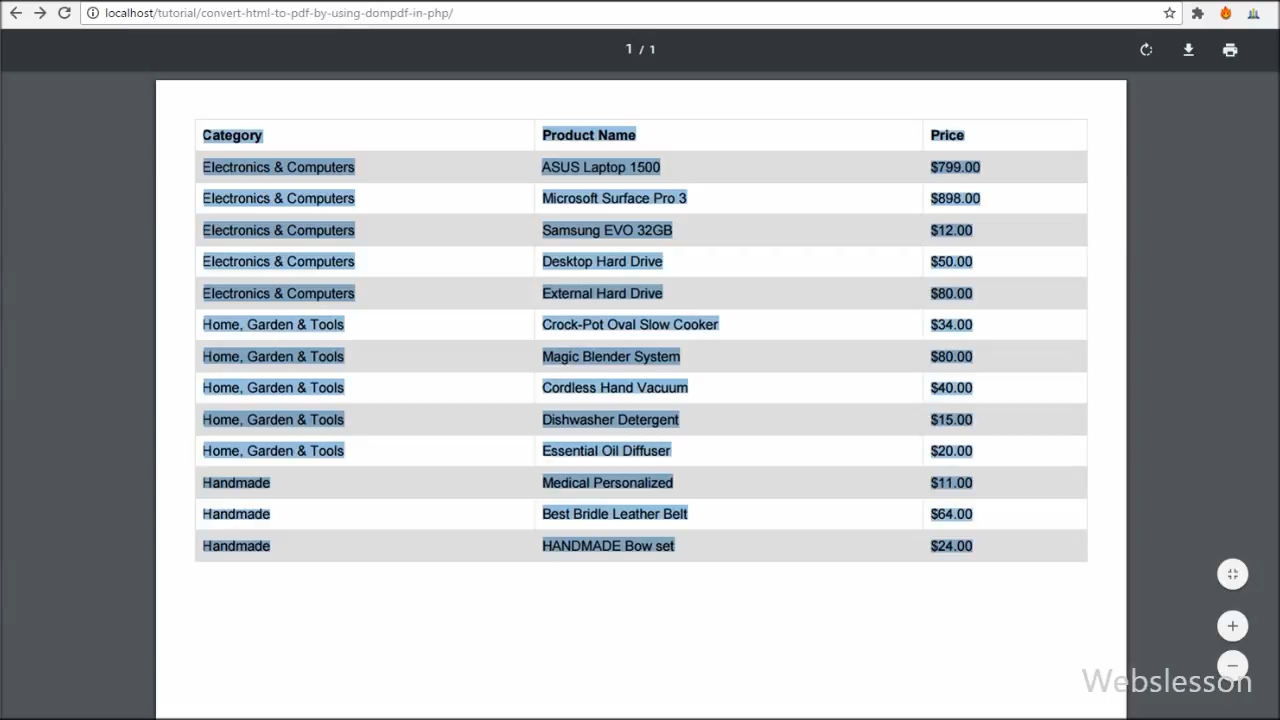 localhost/tutorial/convert-html-to-pdf-by-using-dompdf-in-php/
1 / 1
Category Product Name Price
Electronics & Computers ASUS Laptop 1500 $799.00
Electronics & Computers Microsoft Surface Pro 3 $898.00
Electronics & Computers Samsung EVO 32GB $12.00
Electronics & Computers Desktop Hard Drive $50.00
Electronics & Computers External Hard Drive $80.00
Home, Garden & Tools Crock-Pot Oval Slow Cooker $34.00
Home, Garden & Tools Magic Blender System $80.00
Home, Garden & Tools Cordless Hand Vacuum $40.00
Home, Garden & Tools Dishwasher Detergent $15.00
Home, Garden & Tools Essential Oil Diffuser $20.00
Handmade Medical Personalized $11.00
Handmade Best Bridle Leather Belt $64.00
Handmade HANDMADE Bow set $24.00
Webslesson